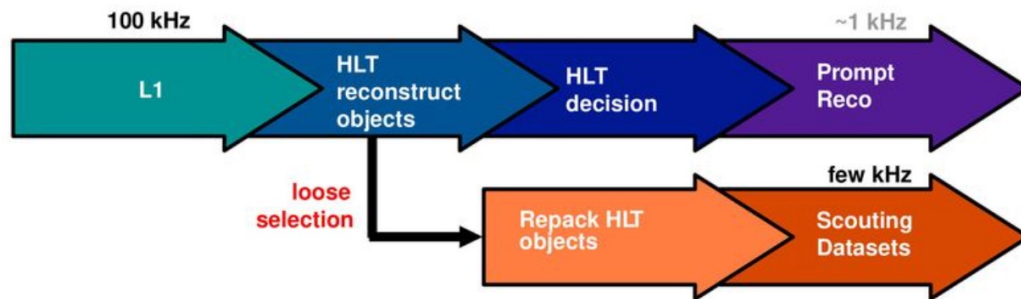 100 kHz
~1 kHz
L1
HLT
reconstruct
objects
HLT
decision
Prompt
Reco
loose
selection
few kHz
Repack HLT
objects
Scouting
Datasets